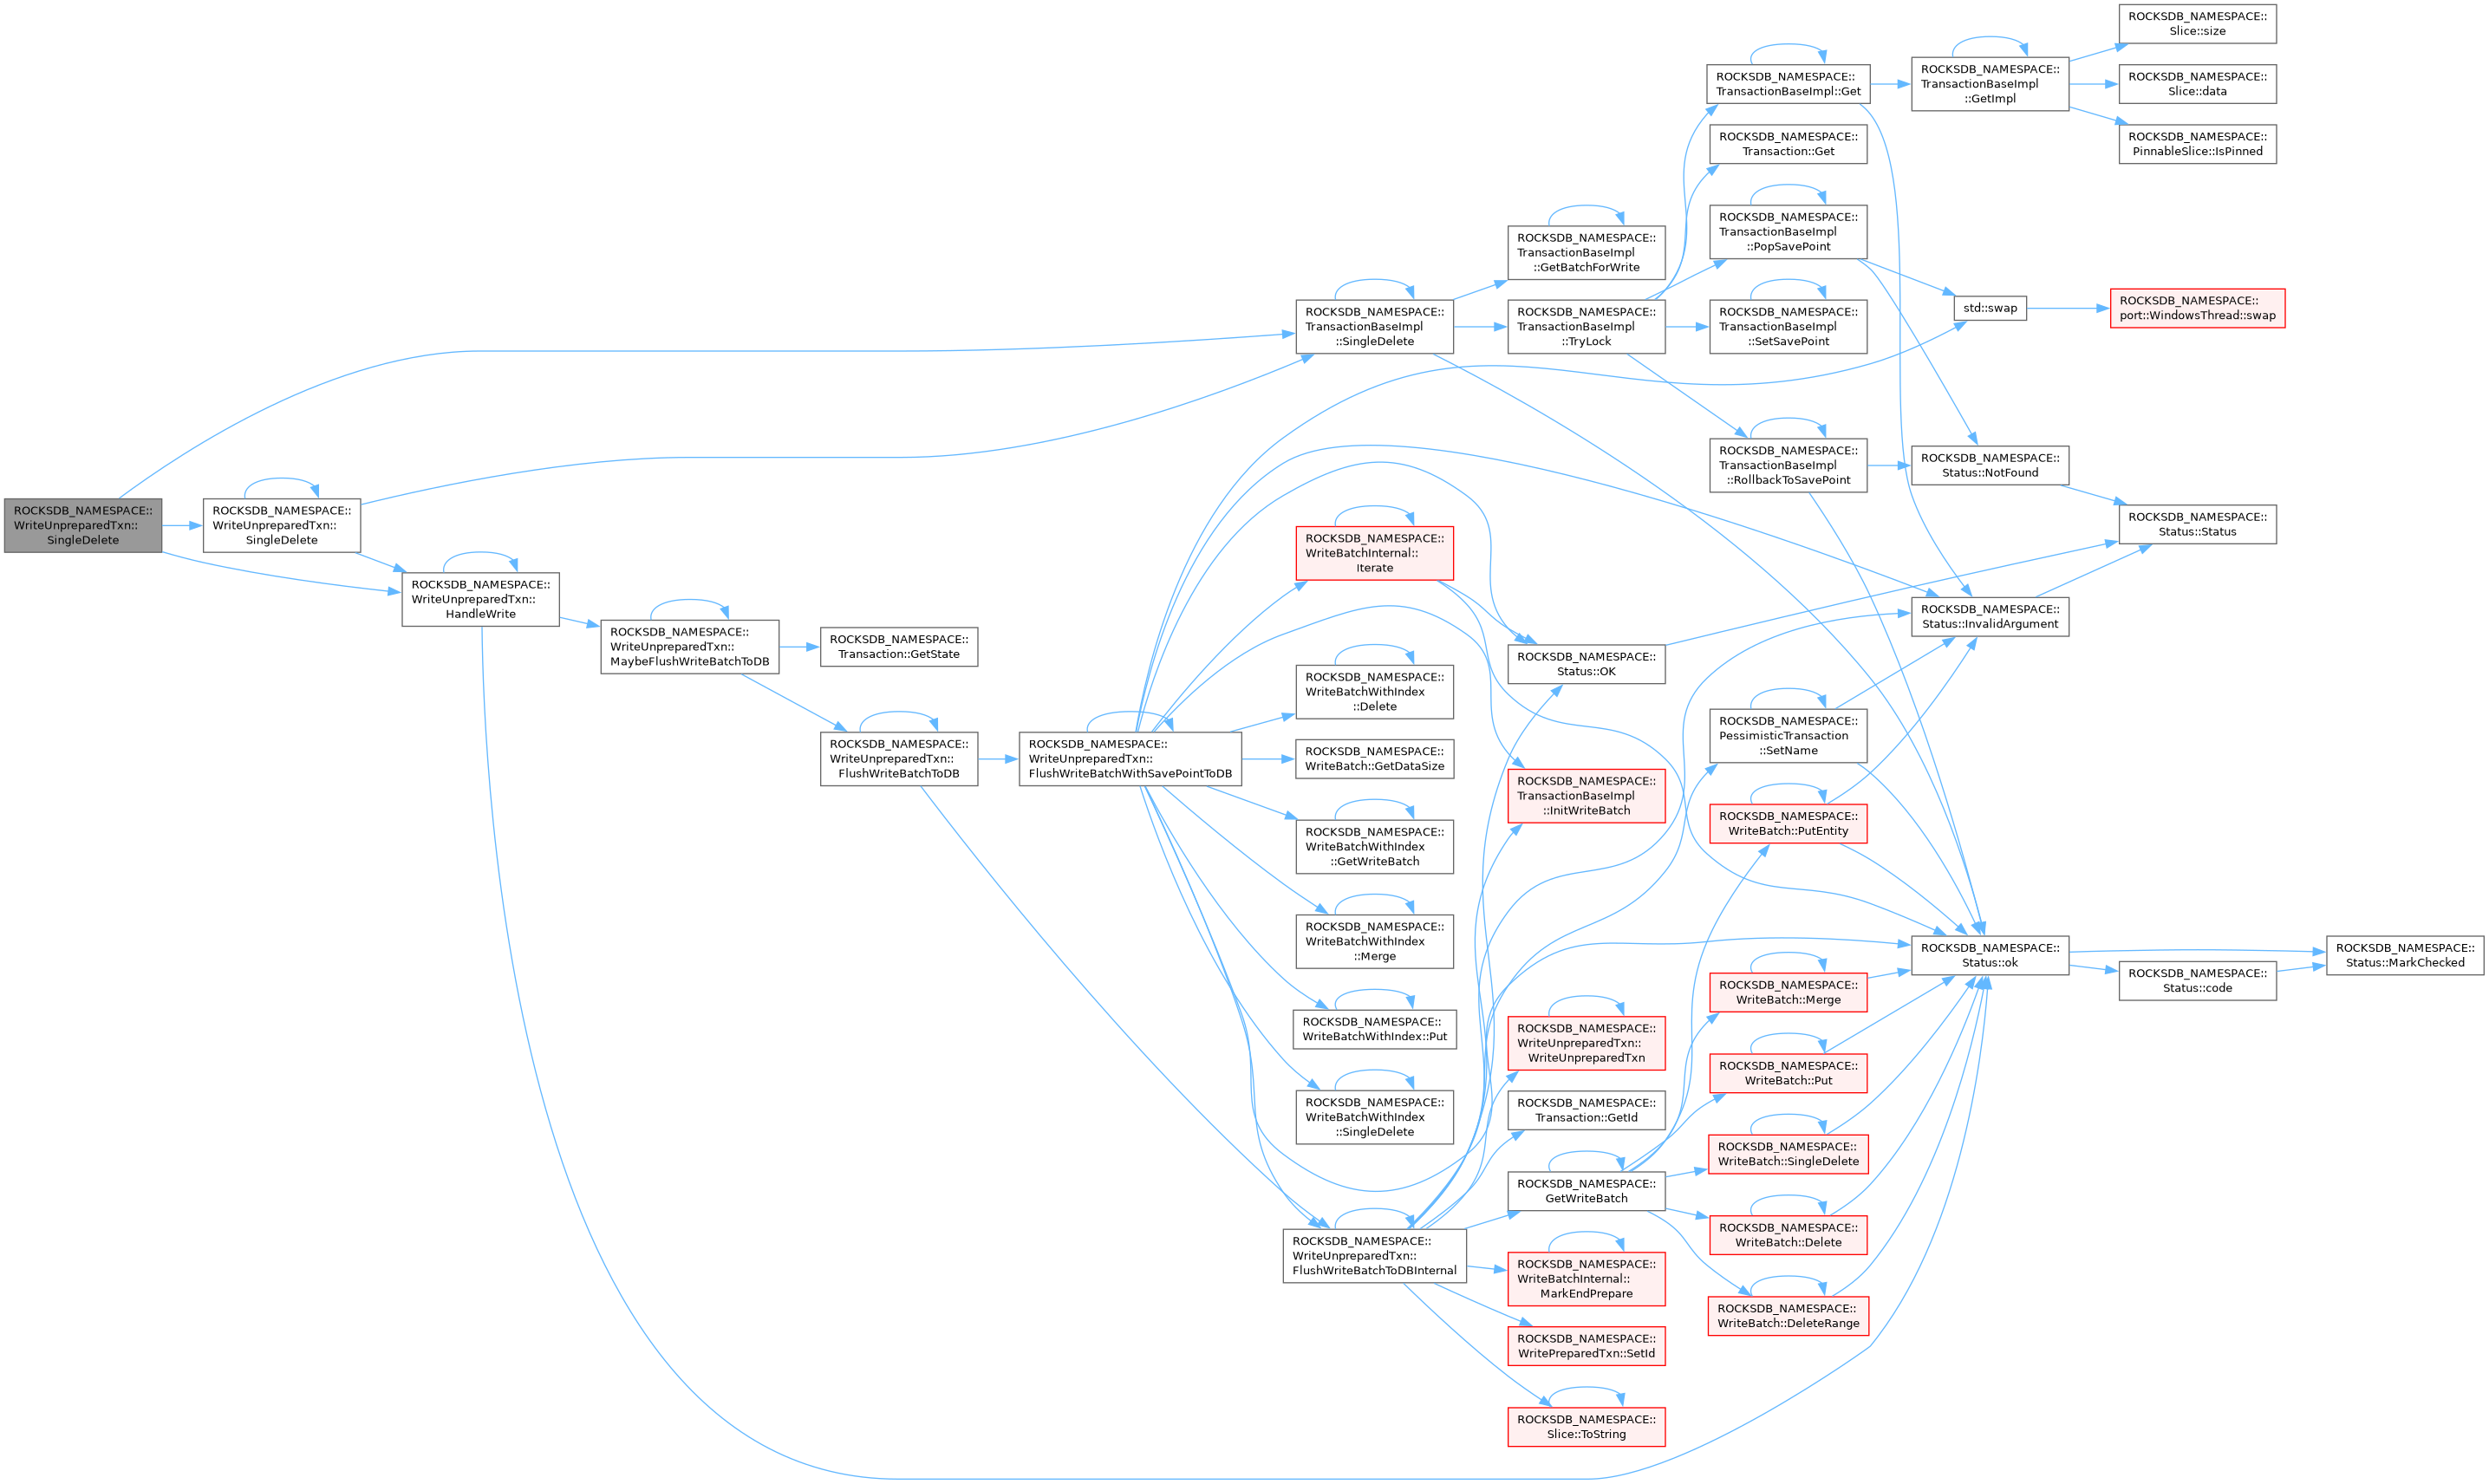 ROCKSDB_NAMESPACE::
WriteUnpreparedTxn::
SingleDelete
ROCKSDB_NAMESPACE::
WriteUnpreparedTxn::
SingleDelete
ROCKSDB_NAMESPACE::
WriteUnpreparedTxn::
HandleWrite
ROCKSDB_NAMESPACE::
WriteUnpreparedTxn::
MaybeFlushWriteBatchToDB
ROCKSDB_NAMESPACE::
Transaction::GetState
ROCKSDB_NAMESPACE::
WriteUnpreparedTxn::
FlushWriteBatchToDB
ROCKSDB_NAMESPACE::
WriteUnpreparedTxn::
FlushWriteBatchWithSavePointToDB
ROCKSDB_NAMESPACE::
TransactionBaseImpl
::SingleDelete
ROCKSDB_NAMESPACE::
WriteBatchInternal::
Iterate
ROCKSDB_NAMESPACE::
WriteBatchWithIndex
::Delete
ROCKSDB_NAMESPACE::
WriteBatch::GetDataSize
ROCKSDB_NAMESPACE::
WriteBatchWithIndex
::GetWriteBatch
ROCKSDB_NAMESPACE::
WriteBatchWithIndex
::Merge
ROCKSDB_NAMESPACE::
WriteBatchWithIndex::Put
ROCKSDB_NAMESPACE::
WriteBatchWithIndex
::SingleDelete
ROCKSDB_NAMESPACE::
WriteUnpreparedTxn::
FlushWriteBatchToDBInternal
ROCKSDB_NAMESPACE::
TransactionBaseImpl
::GetBatchForWrite
ROCKSDB_NAMESPACE::
TransactionBaseImpl
::TryLock
ROCKSDB_NAMESPACE::
Status::OK
ROCKSDB_NAMESPACE::
TransactionBaseImpl
::InitWriteBatch
ROCKSDB_NAMESPACE::
WriteUnpreparedTxn::
WriteUnpreparedTxn
ROCKSDB_NAMESPACE::
Transaction::GetId
ROCKSDB_NAMESPACE::
GetWriteBatch
ROCKSDB_NAMESPACE::
WriteBatchInternal::
MarkEndPrepare
ROCKSDB_NAMESPACE::
WritePreparedTxn::SetId
ROCKSDB_NAMESPACE::
Slice::ToString
ROCKSDB_NAMESPACE::
TransactionBaseImpl::Get
ROCKSDB_NAMESPACE::
Transaction::Get
ROCKSDB_NAMESPACE::
TransactionBaseImpl
::PopSavePoint
ROCKSDB_NAMESPACE::
TransactionBaseImpl
::SetSavePoint
ROCKSDB_NAMESPACE::
TransactionBaseImpl
::RollbackToSavePoint
ROCKSDB_NAMESPACE::
PessimisticTransaction
::SetName
ROCKSDB_NAMESPACE::
WriteBatch::PutEntity
ROCKSDB_NAMESPACE::
WriteBatch::Merge
ROCKSDB_NAMESPACE::
WriteBatch::Put
ROCKSDB_NAMESPACE::
WriteBatch::SingleDelete
ROCKSDB_NAMESPACE::
WriteBatch::Delete
ROCKSDB_NAMESPACE::
WriteBatch::DeleteRange
ROCKSDB_NAMESPACE::
TransactionBaseImpl
::GetImpl
std::swap
ROCKSDB_NAMESPACE::
Status::NotFound
ROCKSDB_NAMESPACE::
Status::InvalidArgument
ROCKSDB_NAMESPACE::
Status::ok
ROCKSDB_NAMESPACE::
Slice::size
ROCKSDB_NAMESPACE::
Slice::data
ROCKSDB_NAMESPACE::
PinnableSlice::IsPinned
ROCKSDB_NAMESPACE::
port::WindowsThread::swap
ROCKSDB_NAMESPACE::
Status::Status
ROCKSDB_NAMESPACE::
Status::code
ROCKSDB_NAMESPACE::
Status::MarkChecked